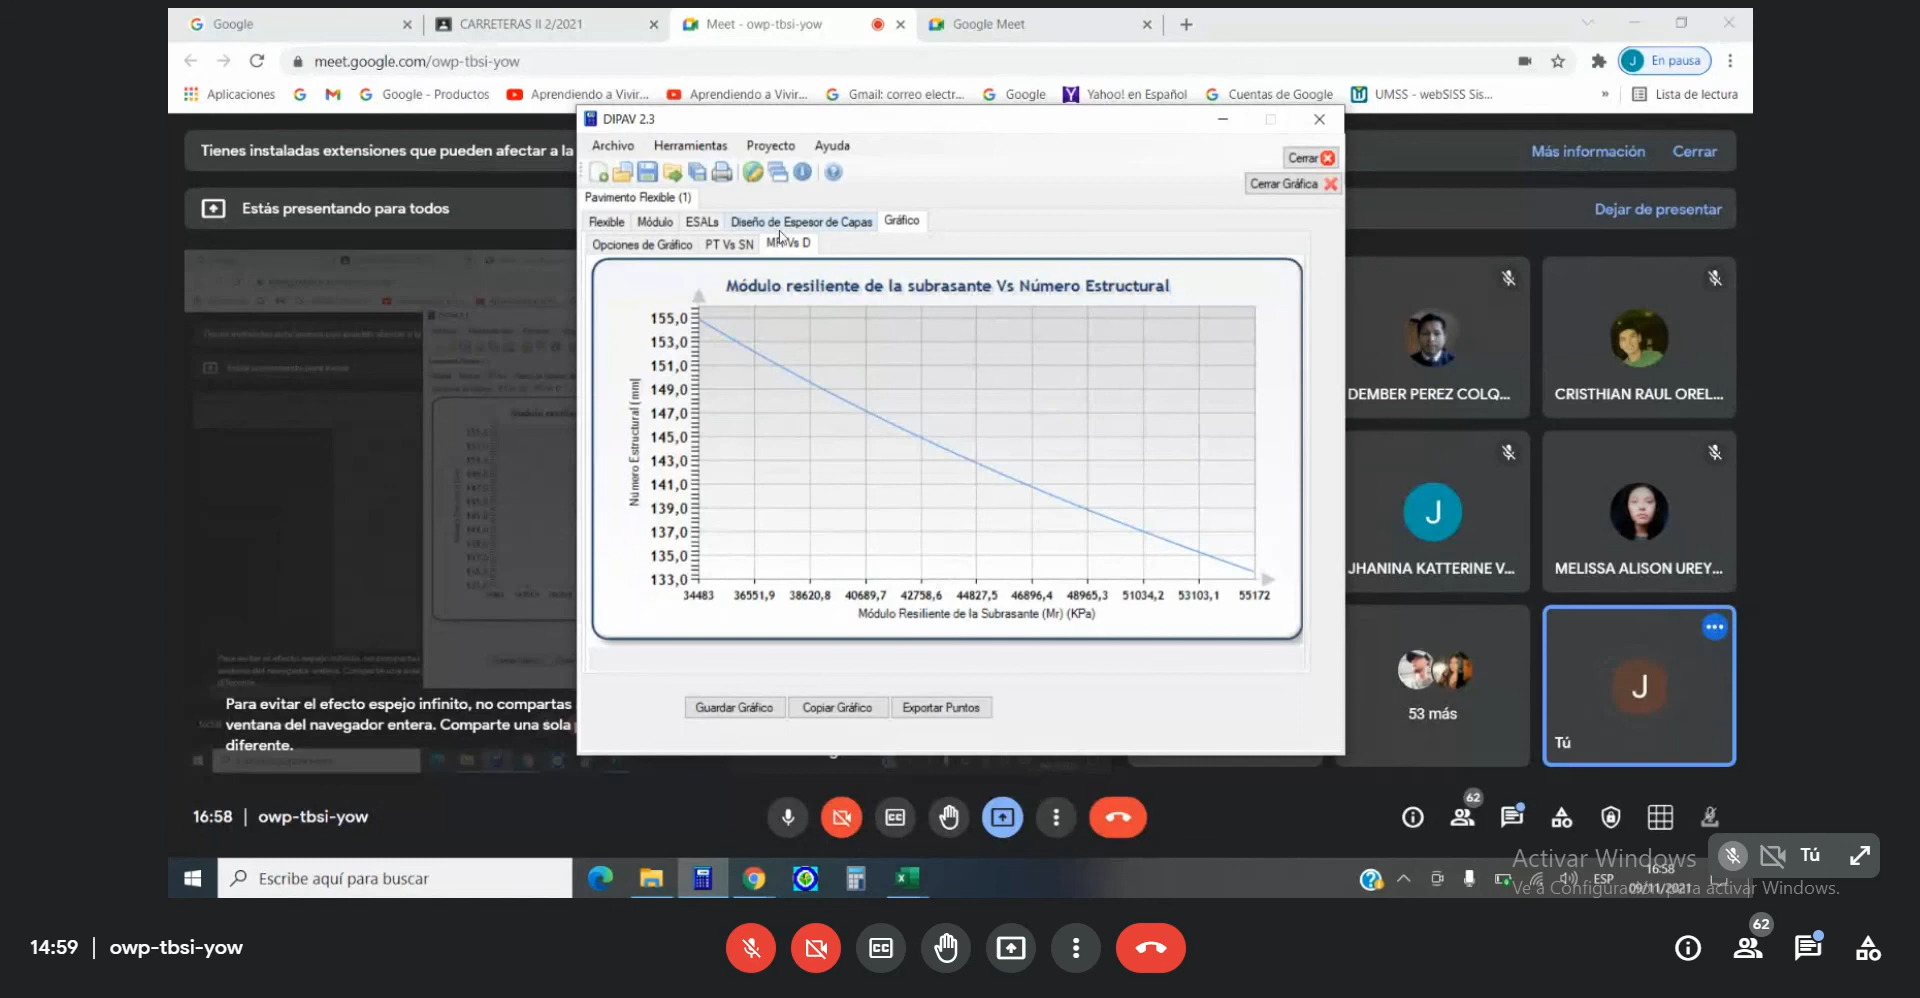 Google
CARRETERAS II 2/2021
Meet - owp-tbsi-yow
Google Meet
meet.google.com/owp-tbsi-yow
J
En pausa
Aplicaciones
Google - Productos
Aprendiendo a Vivir...
Aprendiendo a Vivir...
Gmail: correo electr...
Google
Yahoo! en Español
Cuentas de Google
UMSS - webSISS Sis...
»
Lista de lectura
Tienes instaladas extensiones que pueden afectar a la
Más información
Cerrar
Estás presentando para todos
Dejar de presentar
DIPAV 2.3
Archivo Herramientas Proyecto Ayuda
Cerrar
Cerrar Gráfica
Pavimento Flexible (1)
Flexible Módulo ESALs Diseño de Espesor de Capas Gráfico
Opciones de Gráfico PT Vs SN
Vs D
Módulo resiliente de la subrasante Vs Número Estructural
Número Estructural (mm)
155,0
153,0
151,0
149,0
147,0
145,0
143,0
141,0
139,0
137,0
135,0
133,0
34483 36551,9 38620,8 40689,7 42758,6 44827,5 46896,4 48965,3 51034,2 53103,1 55172
Módulo Resiliente de la Subrasante (Mr) (KPa)
Guardar Gráfico
Copiar Gráfico
Exportar Puntos
Para evitar el efecto espejo infinito, no compartas
ventana del navegador entera. Comparte una sola
diferente.
DEMBER PEREZ COLQ...
CRISTHIAN RAUL OREL...
J
JHANINA KATTERINE V...
MELISSA ALISON UREY...
53 más
J
Tú
16:58 | owp-tbsi-yow
62
Escribe aquí para buscar
Activar Windows
Ve a Configuración para activar Windows.
Tú
ESP
16:58
09/11/2021
14:59 | owp-tbsi-yow
62